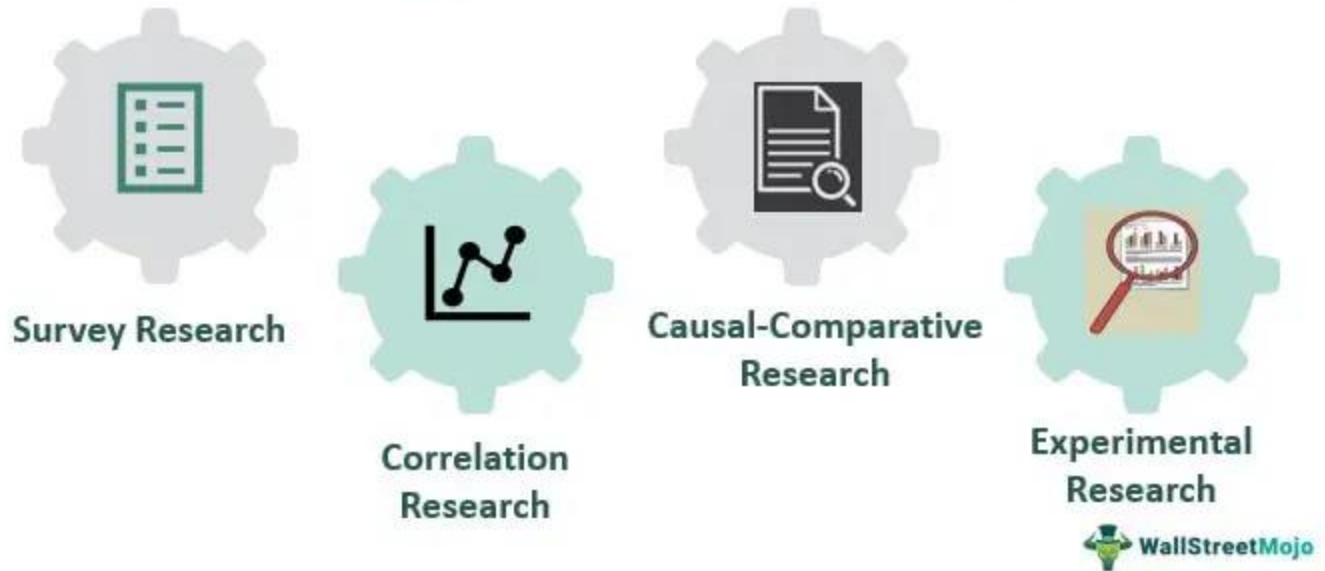 Survey Research
Correlation
Research
Causal-Comparative
Research
Experimental
Research
WallStreetMojo